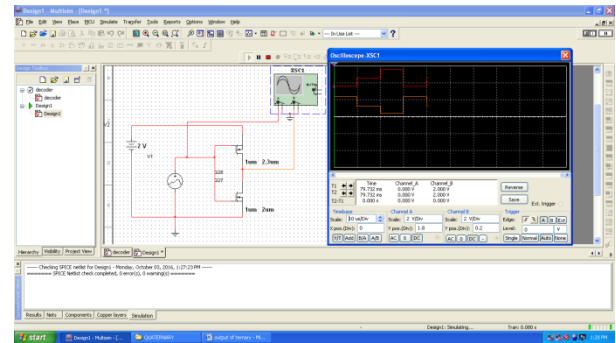 Design1 - Multisim - [Design1 *]
File Edit View Place MCU Simulate Transfer Tools Reports Options Window Help
--- In Use List ---
Design Toolbox
decoder
decoder
Design1
Design1
XSC1
V2
2 V
V1
328
327
1um 2.3um
1um 2um
Oscilloscope-XSC1
Time Channel_A Channel_B
T1 79.732 ms 0.000 V 2.000 V
T2 79.732 ms 0.000 V 2.000 V
T2-T1 0.000 s 0.000 V 0.000 V
Reverse
Save
Ext. trigger
Timebase Channel A Channel B Trigger
Scale: 10 us/Div Scale: 2 V/Div Scale: 2 V/Div Edge: A B Ext
X pos.(Div): 0 Y pos.(Div): 1.8 Y pos.(Div): 0.2 Level: 0 V
Y/T Add B/A A/B AC 0 DC AC 0 DC - Single Normal Auto None
Hierarchy Visibility Project View
decoder Design1 *
----- Checking SPICE netlist for Design1 - Monday, October 03, 2016, 1:27:23 PM -----
======= SPICE Netlist check completed, 0 error(s), 0 warning(s) =======
Results Nets Components Copper layers Simulation
Design1: Simulating... Tran: 0.080 s
start Design1 - Multisim - [... QUATERNARY output of ternary - Mi...
1:28 PM